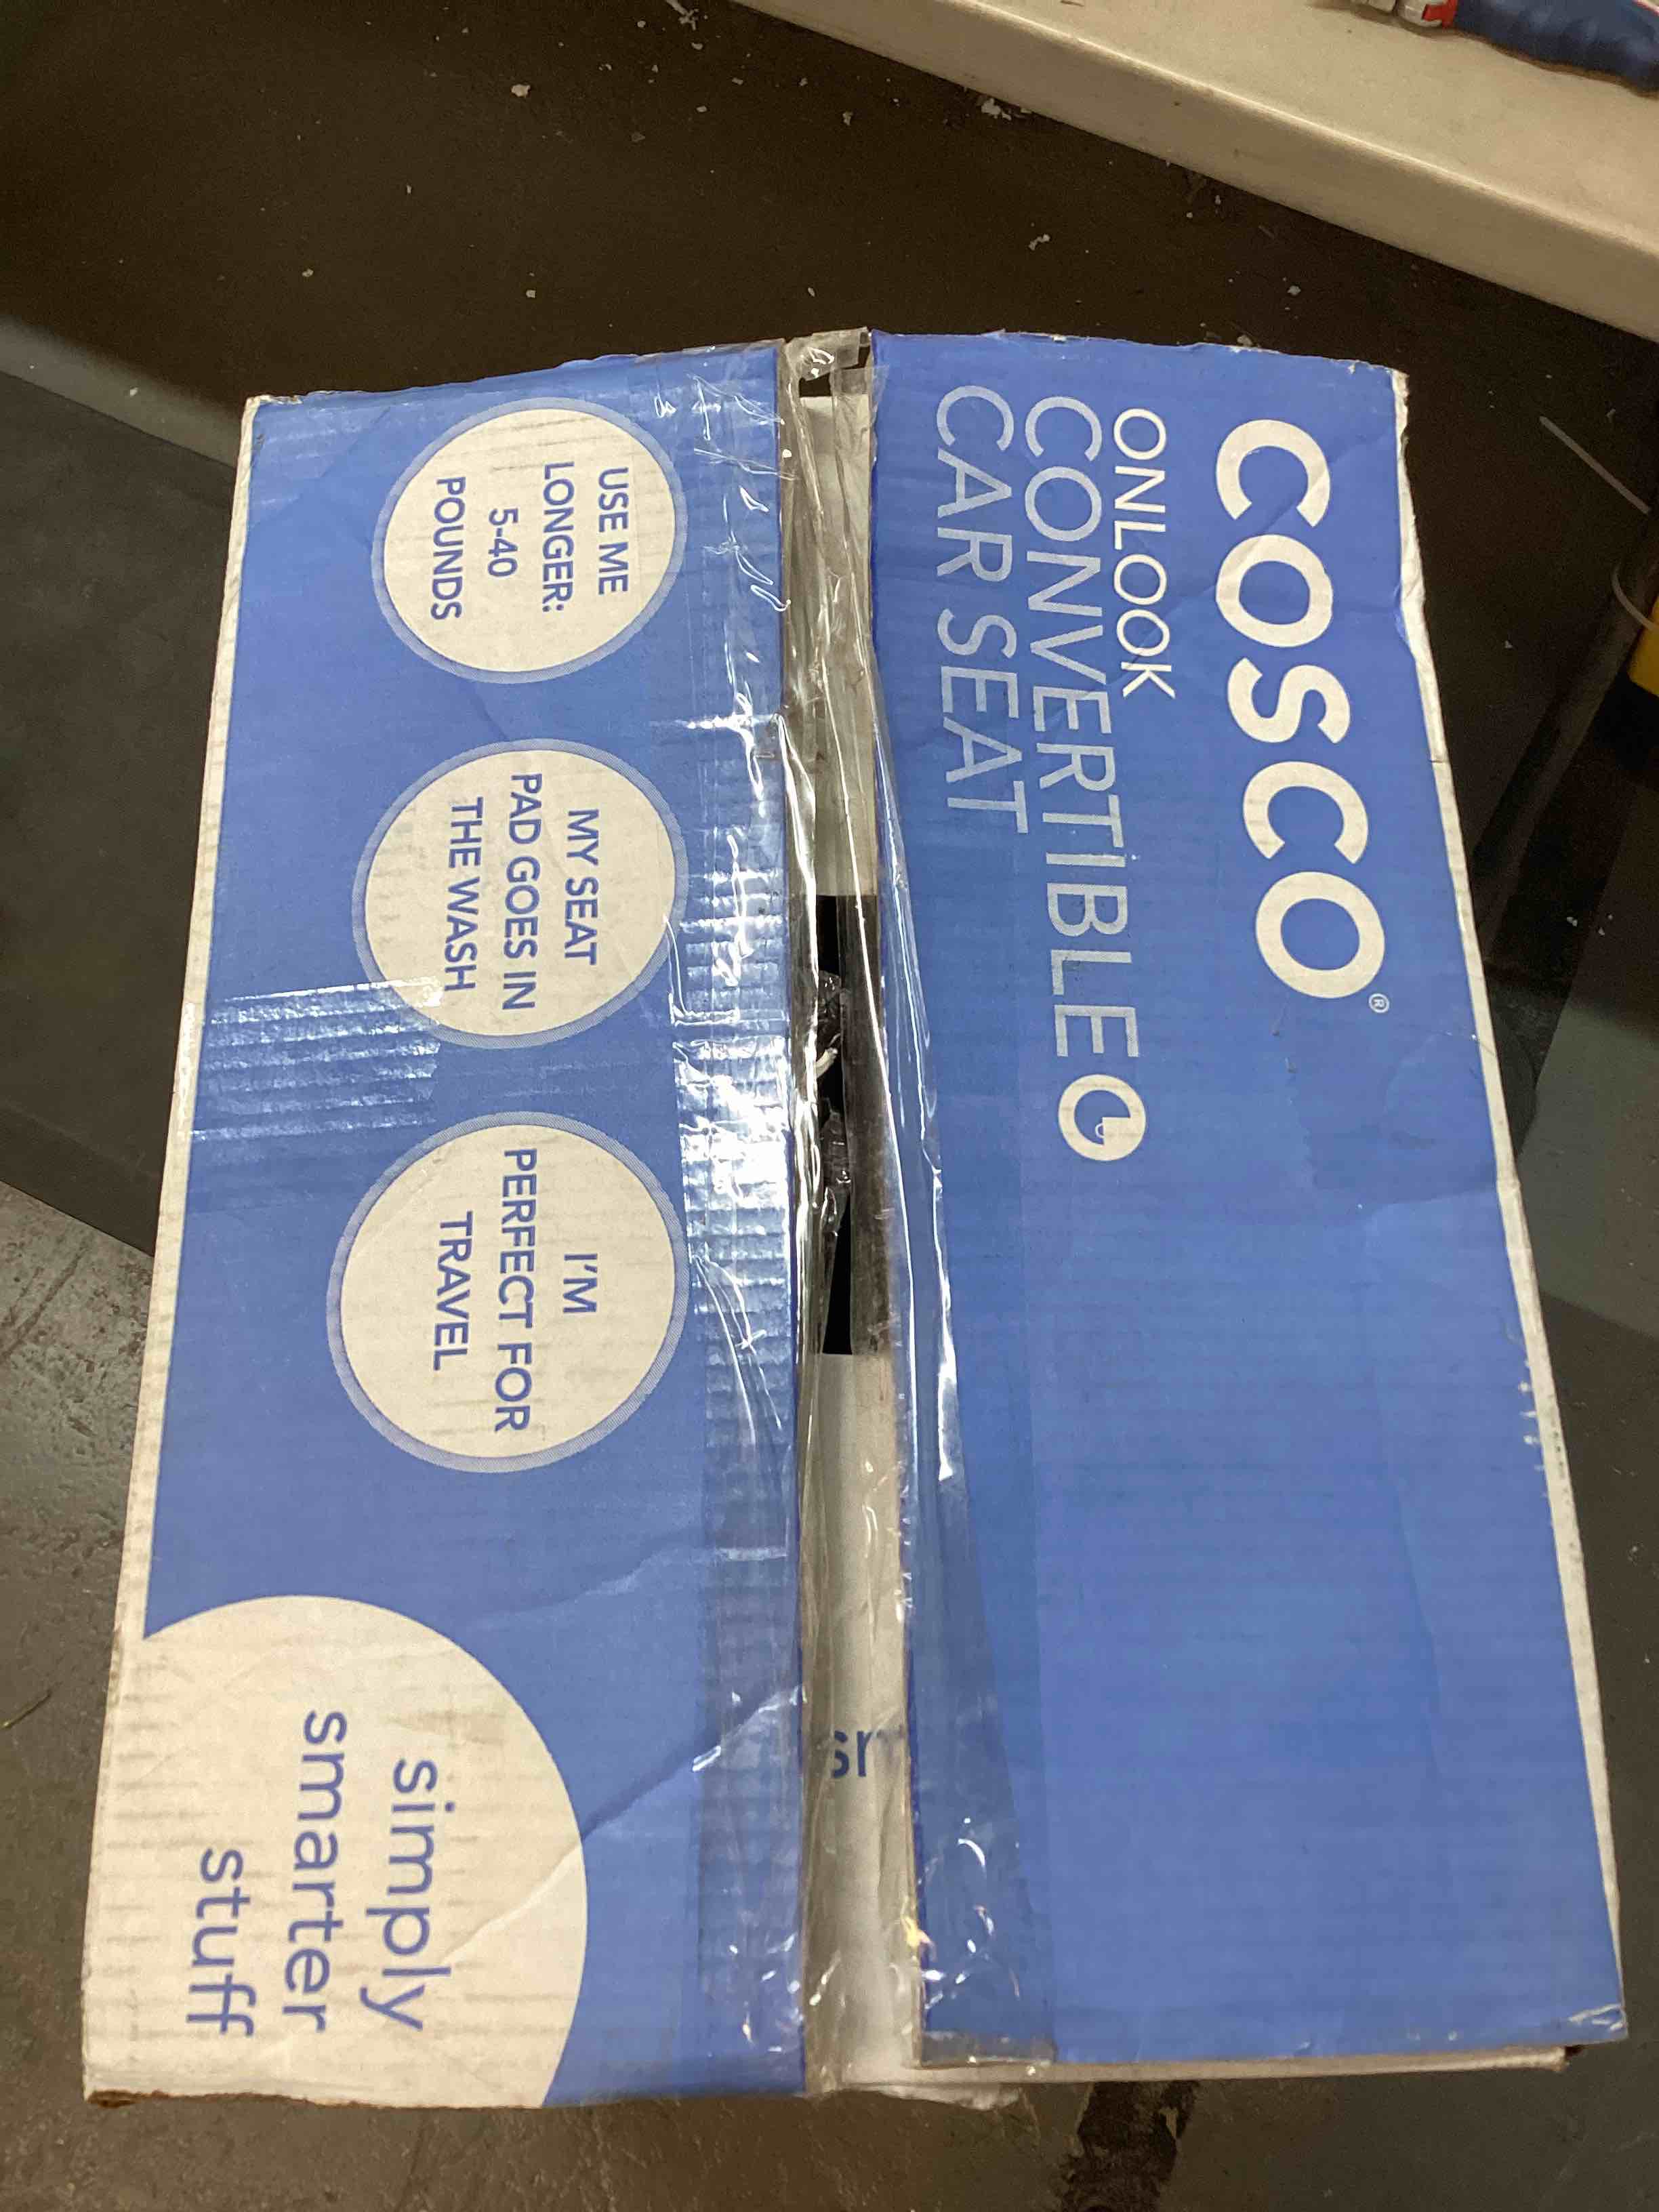 COSCO®
ONLOOK
CONVERTIBLE
CAR SEAT
USE ME
LONGER:
5-40
POUNDS
MY SEAT
PAD GOES IN
THE WASH
I'M
PERFECT FOR
TRAVEL
simply
smarter
stuff